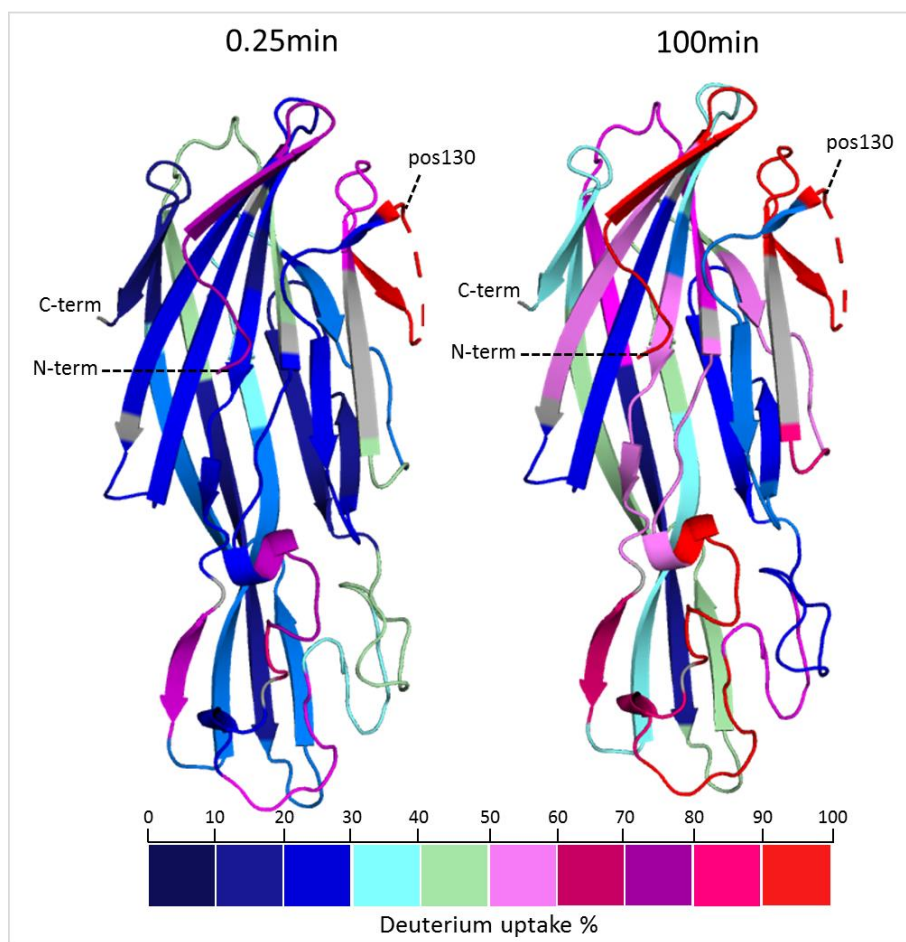 0.25min 100min
pos130 pos130
C-term C-term
N-term N-term
0 10 20 30 40 50 60 70 80 90 100
Deuterium uptake %